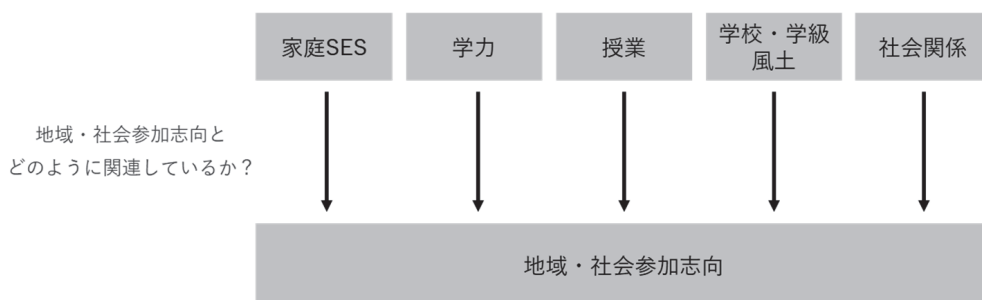 家庭SES
学力
授業
学校・学級
風土
社会関係
地域・社会参加志向と
どのように関連しているか？
地域・社会参加志向